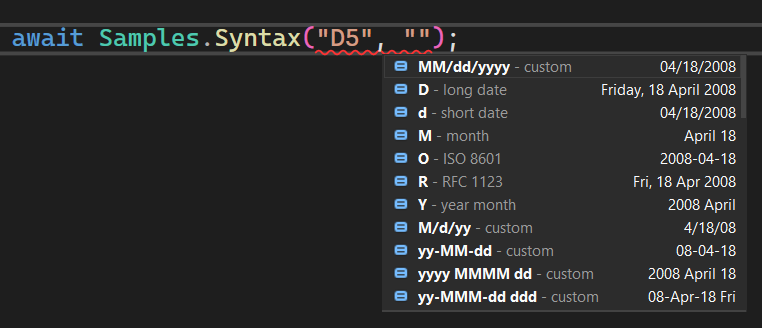 await Samples.Syntax("D5", "");
MM/dd/yyyy - custom 04/18/2008
D - long date Friday, 18 April 2008
d - short date 04/18/2008
M - month April 18
O - ISO 8601 2008-04-18
R - RFC 1123 Fri, 18 Apr 2008
Y - year month 2008 April
M/d/yy - custom 4/18/08
yy-MM-dd - custom 08-04-18
yyyy MMMM dd - custom 2008 April 18
yy-MMM-dd ddd - custom 08-Apr-18 Fri